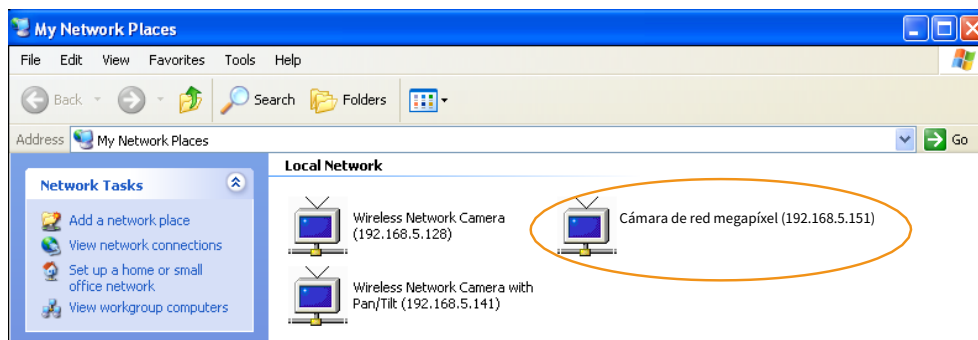 My Network Places
File Edit View Favorites Tools Help
Back Search Folders
Address My Network Places Go
Network Tasks
Add a network place
View network connections
Set up a home or small
office network
View workgroup computers
Local Network
Wireless Network Camera
(192.168.5.128)
Cámara de red megapíxel (192.168.5.151)
Wireless Network Camera with
Pan/Tilt (192.168.5.141)